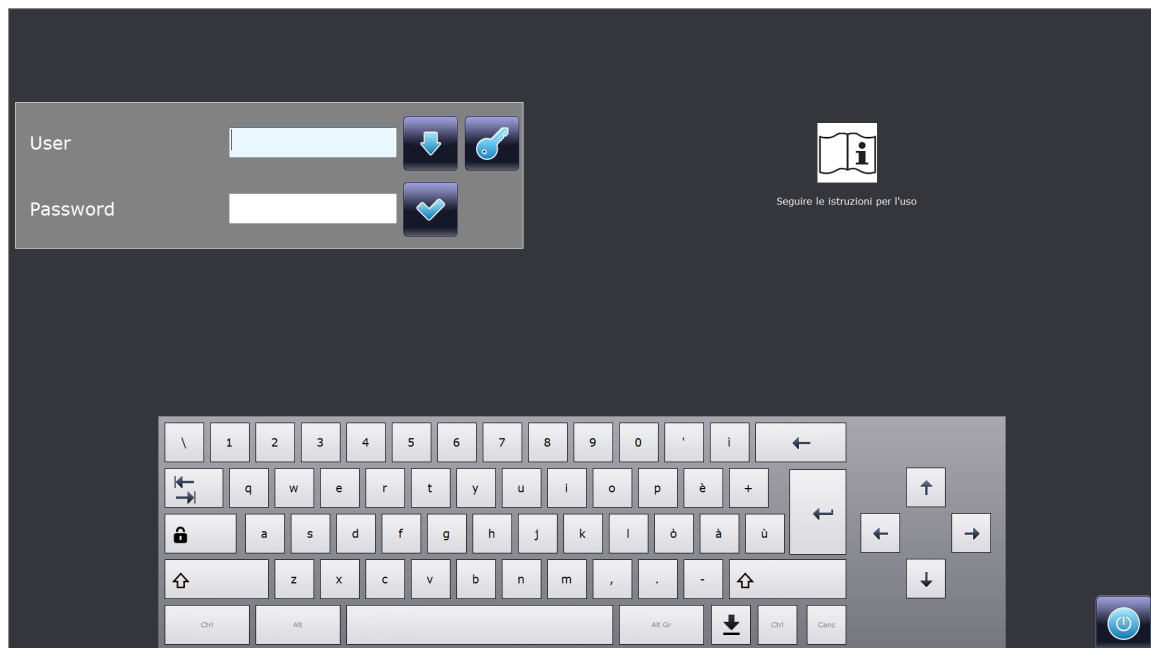 User
Password
i
Seguire le istruzioni per l'uso
\ 1 2 3 4 5 6 7 8 9 0 ' ì
q w e r t y u i o p è +
a s d f g h j k l ò à ù
z x c v b n m , . -
Ctrl Alt Alt Gr Ctrl Canc